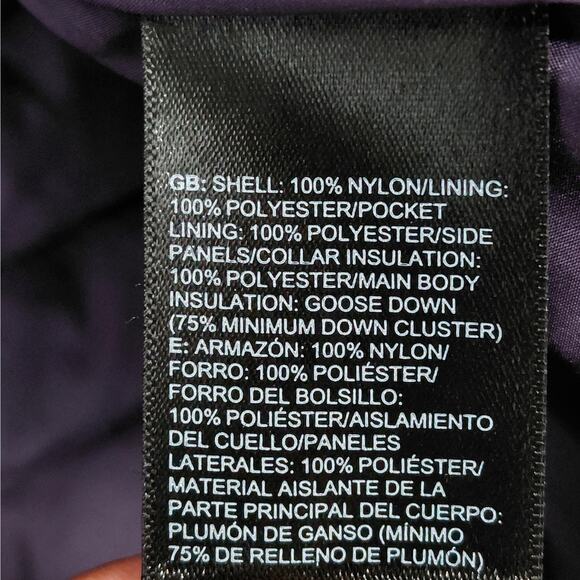 GB: SHELL: 100% NYLON/LINING:
100% POLYESTER/POCKET
LINING: 100% POLYESTER/SIDE
PANELS/COLLAR INSULATION:
100% POLYESTER/MAIN BODY
INSULATION: GOOSE DOWN
(75% MINIMUM DOWN CLUSTER)
E: ARMAZÓN: 100% NYLON/
FORRO: 100% POLIÉSTER/
FORRO DEL BOLSILLO:
100% POLIÉSTER/AISLAMIENTO
DEL CUELLO/PANELES
LATERALES: 100% POLIÉSTER/
MATERIAL AISLANTE DE LA
PARTE PRINCIPAL DEL CUERPO:
PLUMÓN DE GANSO (MÍNIMO
75% DE RELLENO DE PLUMÓN)